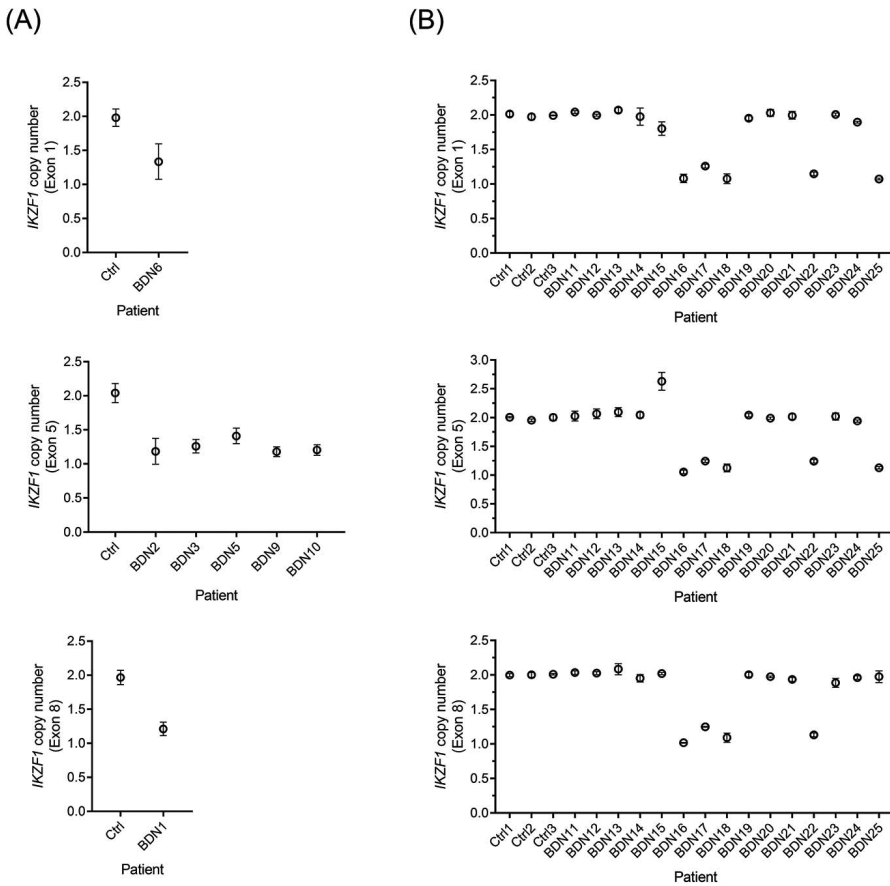 (A)
(B)
IKZF1 copy number
(Exon 1)
2.5
2.0
1.5
1.0
0.5
0.0
Ctrl
BDN6
Patient
IKZF1 copy number
(Exon 1)
2.5
2.0
1.5
1.0
0.5
0.0
Ctrl1
Ctrl2
Ctrl3
BDN11
BDN12
BDN13
BDN14
BDN15
BDN16
BDN17
BDN18
BDN19
BDN20
BDN21
BDN22
BDN23
BDN24
BDN25
Patient
IKZF1 copy number
(Exon 5)
2.5
2.0
1.5
1.0
0.5
0.0
Ctrl
BDN2
BDN3
BDN5
BDN9
BDN10
Patient
IKZF1 copy number
(Exon 5)
3.0
2.5
2.0
1.5
1.0
0.5
0.0
Ctrl1
Ctrl2
Ctrl3
BDN11
BDN12
BDN13
BDN14
BDN15
BDN16
BDN17
BDN18
BDN19
BDN20
BDN21
BDN22
BDN23
BDN24
BDN25
Patient
IKZF1 copy number
(Exon 8)
2.5
2.0
1.5
1.0
0.5
0.0
Ctrl
BDN1
Patient
IKZF1 copy number
(Exon 8)
2.5
2.0
1.5
1.0
0.5
0.0
Ctrl1
Ctrl2
Ctrl3
BDN11
BDN12
BDN13
BDN14
BDN15
BDN16
BDN17
BDN18
BDN19
BDN20
BDN21
BDN22
BDN23
BDN24
BDN25
Patient